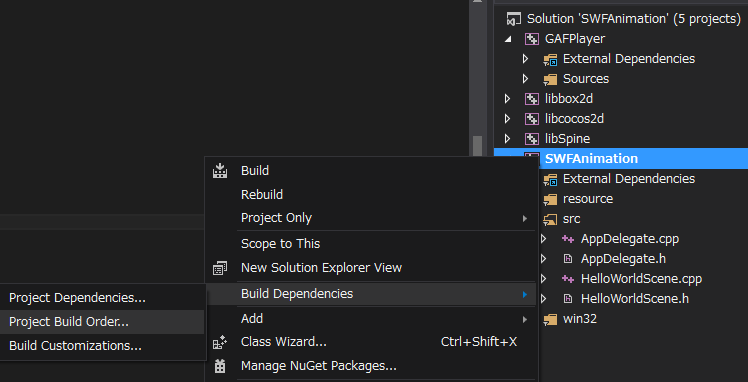 Solution 'SWFAnimation' (5 projects)
GAFPlayer
External Dependencies
Sources
libbox2d
libcocos2d
libSpine
SWFAnimation
External Dependencies
resource
src
AppDelegate.cpp
AppDelegate.h
HelloWorldScene.cpp
HelloWorldScene.h
win32
Build
Rebuild
Project Only
Scope to This
New Solution Explorer View
Build Dependencies
Add
Class Wizard... Ctrl+Shift+X
Manage NuGet Packages...
Project Dependencies...
Project Build Order...
Build Customizations...